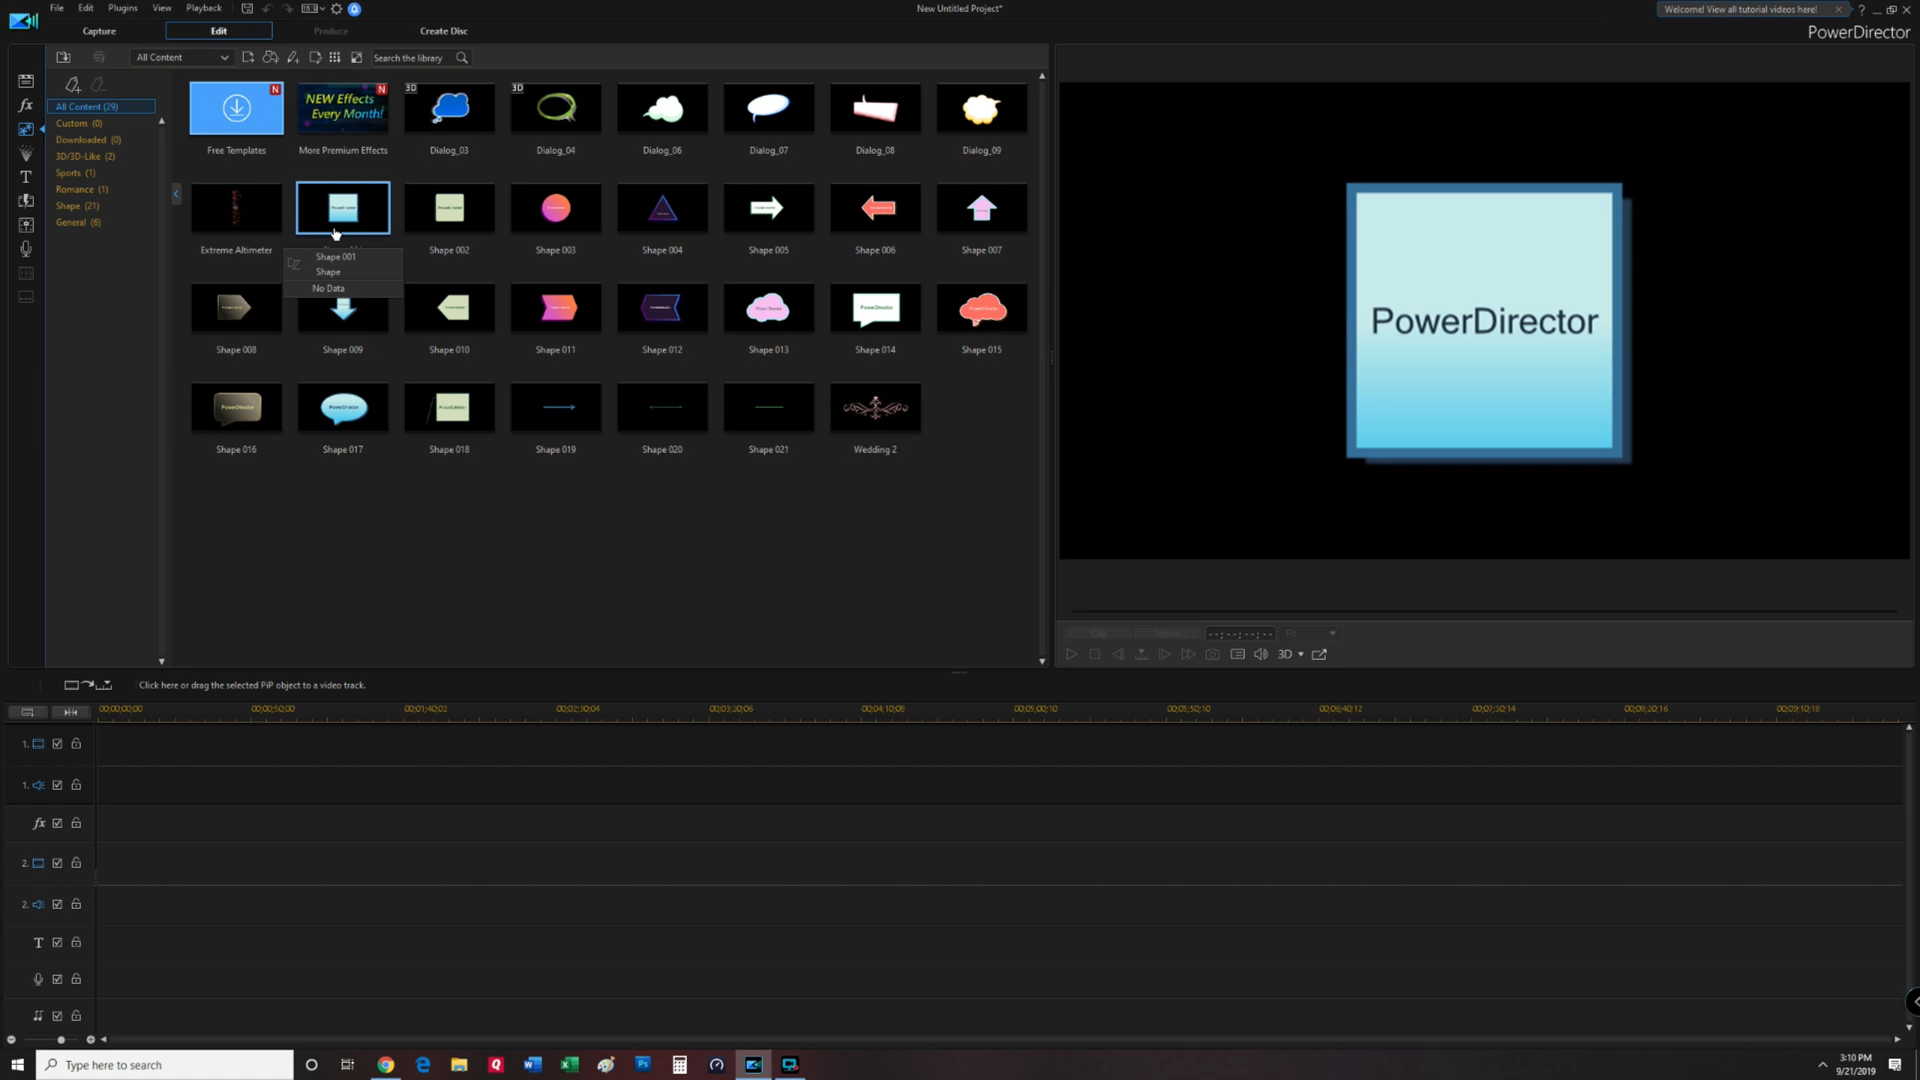 File Edit Plugins View Playback
New Untitled Project*
Welcome! View all tutorial videos here!
Capture Edit Produce Create Disc
PowerDirector
All Content
Search the library
All Content (29)
Custom (0)
Downloaded (0)
3D/3D-Like (2)
Sports (1)
Romance (1)
Shape (21)
General (6)
NEW Effects
Every Month!
N
N
3D
3D
Free Templates More Premium Effects Dialog_03 Dialog_04 Dialog_06 Dialog_07 Dialog_08 Dialog_09
Extreme Altimeter Shape 002 Shape 003 Shape 004 Shape 005 Shape 006 Shape 007
Shape 001
Shape
No Data
Shape 008 Shape 009 Shape 010 Shape 011 Shape 012 Shape 013 Shape 014 Shape 015
Shape 016 Shape 017 Shape 018 Shape 019 Shape 020 Shape 021 Wedding 2
PowerDirector
Clip Movie --;--;--;-- Fit
3D
Click here or drag the selected PiP object to a video track.
00;00;00;00 00;00;50;00 00;01;40;02 00;02;30;04 00;03;20;06 00;04;10;08 00;05;00;10 00;05;50;10 00;06;40;12 00;07;30;14 00;08;20;16 00;09;10;18
1.
1.
fx
2.
2.
T
Type here to search
3:10 PM
9/21/2019